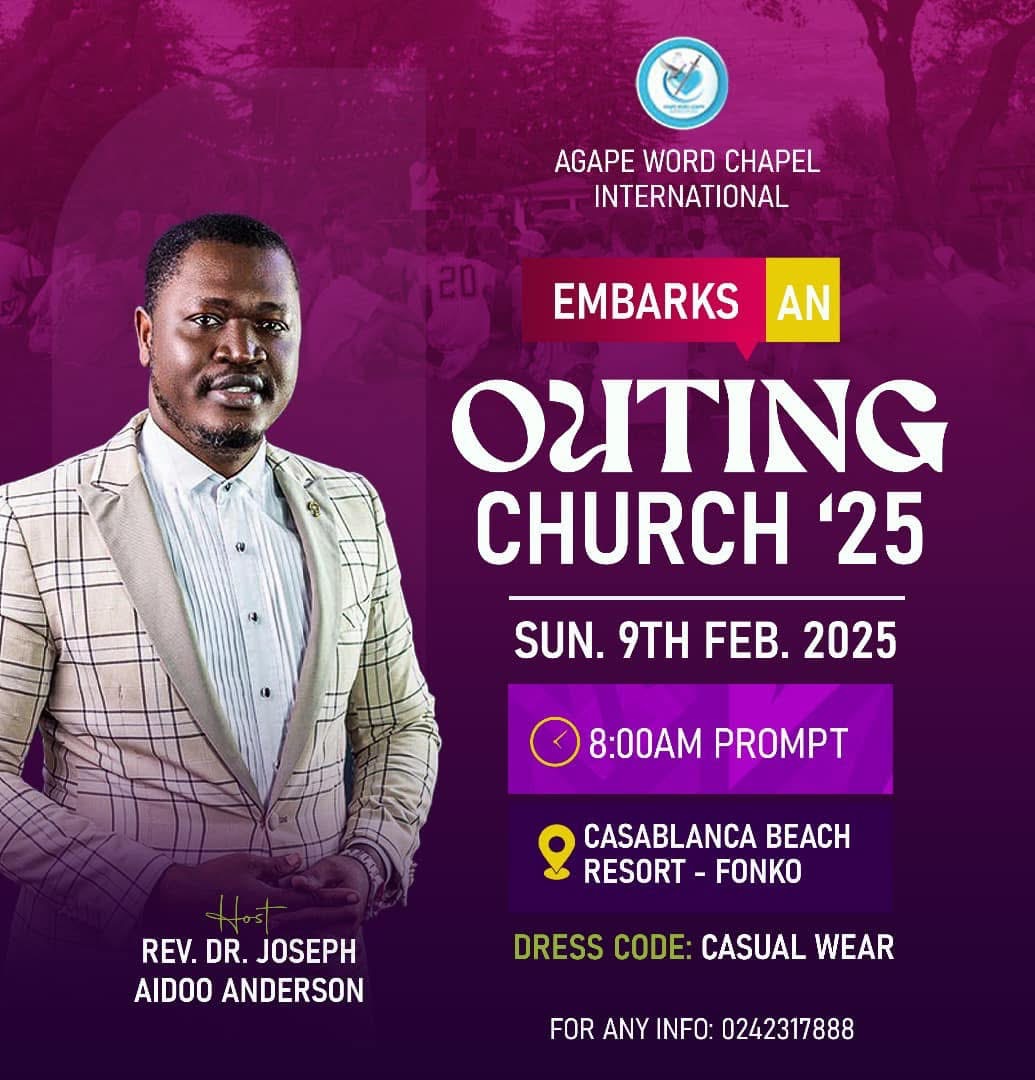 AGAPE WORD CHAPEL
INTERNATIONAL
EMBARKS AN
OUTING
CHURCH ‘25
SUN. 9TH FEB. 2025
8:00AM PROMPT
CASABLANCA BEACH
RESORT - FONKO
DRESS CODE: CASUAL WEAR
FOR ANY INFO: 0242317888
Host
REV. DR. JOSEPH
AIDOO ANDERSON
20